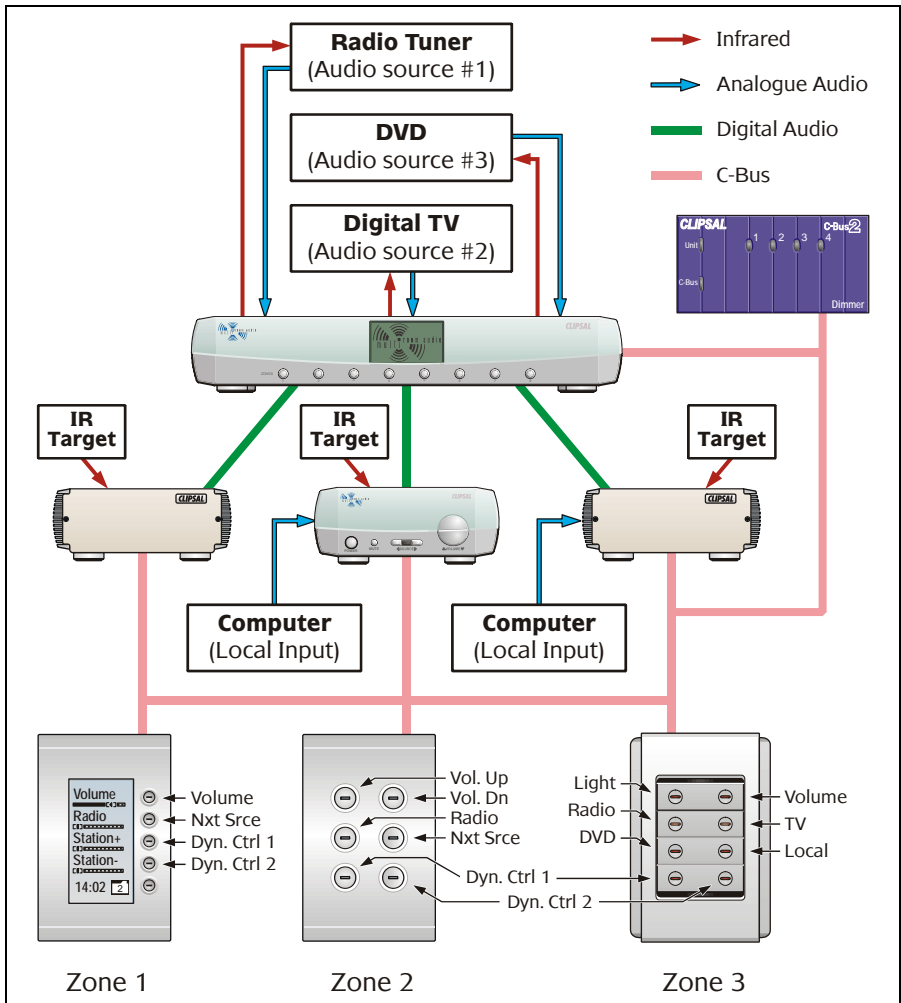 Radio Tuner
(Audio source #1)
DVD
(Audio source #3)
Digital TV
(Audio source #2)
Infrared
Analogue Audio
Digital Audio
C-Bus
CLIPSAL
C-Bus2
Unit
1
2
3
4
C-Bus
Dimmer
multi zone audio
CLIPSAL
IR
Target
IR
Target
IR
Target
CLIPSAL
CLIPSAL
CLIPSAL
Computer
(Local Input)
Computer
(Local Input)
Volume
Radio
Station+
Station-
14:02 2
Volume
Nxt Srce
Dyn. Ctrl 1
Dyn. Ctrl 2
Vol. Up
Vol. Dn
Radio
Nxt Srce
Dyn. Ctrl 1
Dyn. Ctrl 2
Light
Radio
DVD
Volume
TV
Local
Zone 1
Zone 2
Zone 3